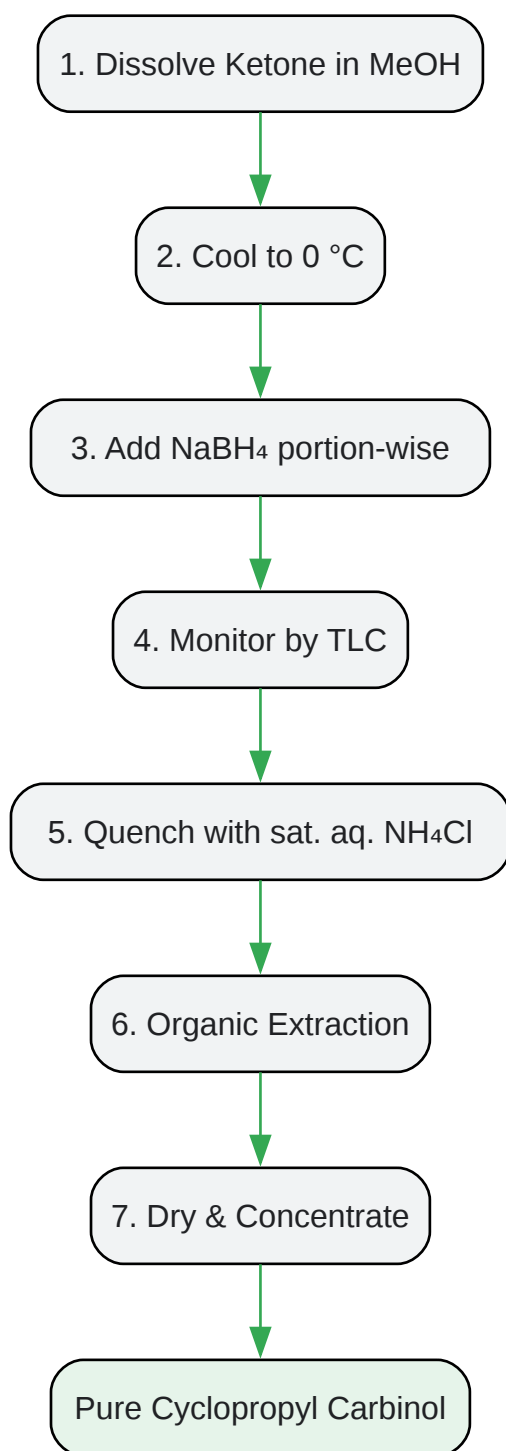 1. Dissolve Ketone in MeOH
2. Cool to 0 °C
3. Add NaBH₄ portion-wise
4. Monitor by TLC
5. Quench with sat. aq. NH₄Cl
6. Organic Extraction
7. Dry & Concentrate
Pure Cyclopropyl Carbinol